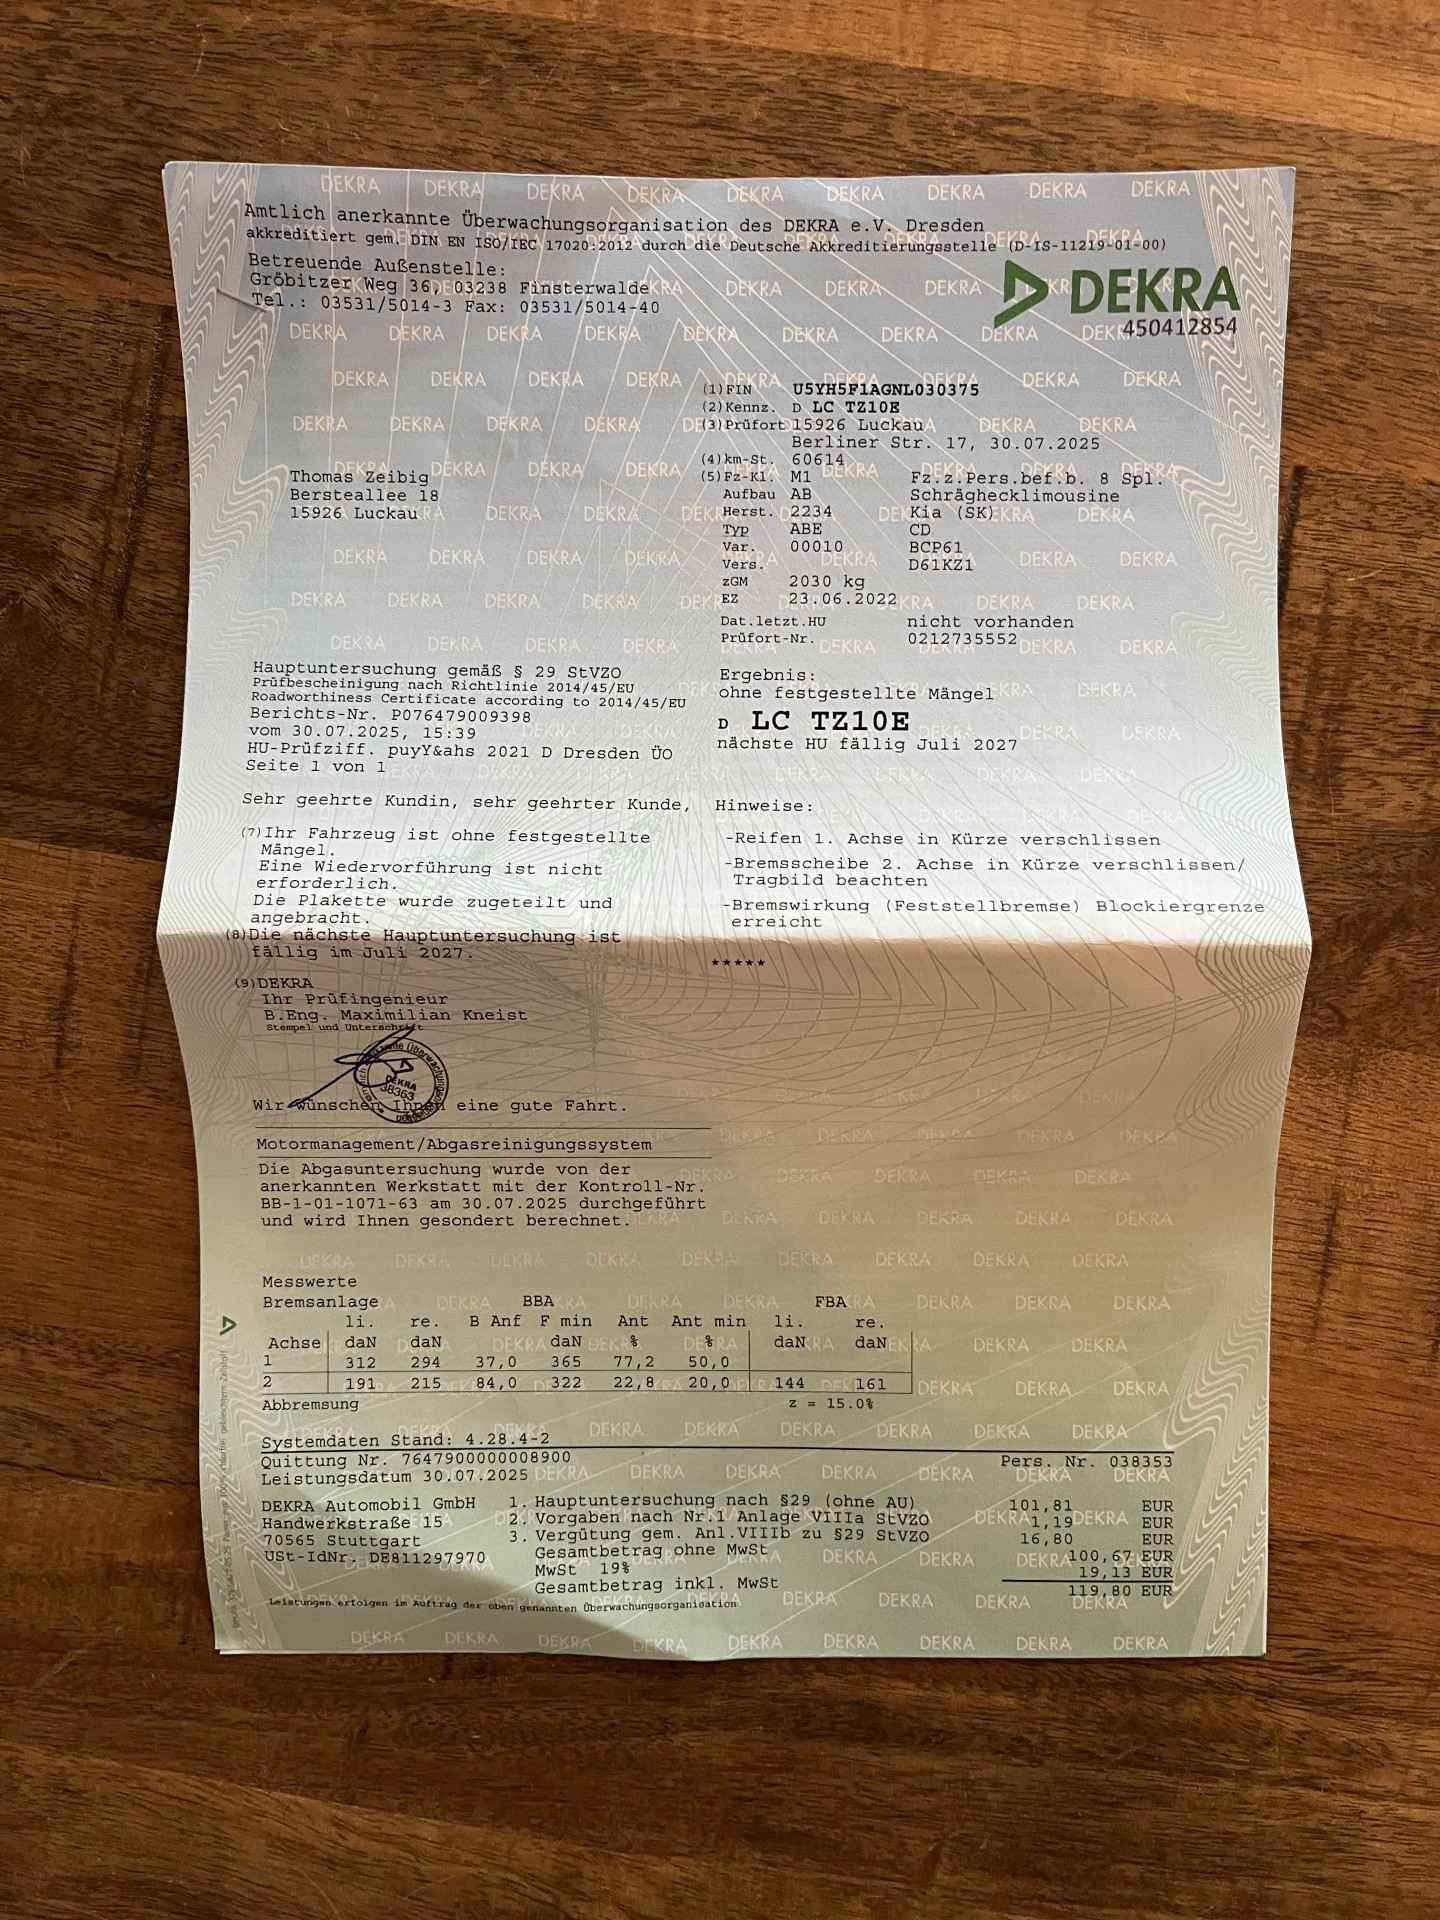 Amtlich anerkannte Überwachungsorganisation des DEKRA e.V. Dresden
akkreditiert gem. DIN EN ISO/IEC 17020:2012 durch die Deutsche Akkreditierungsstelle (D-IS-11219-01-00)
Betreuende Außenstelle:
Gröbitzer Weg 36, 03238 Finsterwalde
Tel.: 03531/5014-3 Fax: 03531/5014-40
DEKRA
450412854
(1)FIN U5YH5F1AGNL030375
(2)Kennz. D LC TZ10E
(3)Prüfort 15926 Luckau
Berliner Str. 17, 30.07.2025
(4)km-St. 60614
(5)Fz-Kl. M1 Fz.z.Pers.bef.b. 8 Spl.
Aufbau AB Schräghecklimousine
Herst. 2234 Kia (SK)
Typ ABE CD
Var. 00010 BCP61
Vers. D61KZ1
zGM 2030 kg
EZ 23.06.2022
Dat.letzt.HU nicht vorhanden
Prüfort-Nr. 0212735552
Thomas Zeibig
Bersteallee 18
15926 Luckau
Hauptuntersuchung gemäß § 29 StVZO
Prüfbescheinigung nach Richtlinie 2014/45/EU
Roadworthiness Certificate according to 2014/45/EU
Berichts-Nr. P076479009398
vom 30.07.2025, 15:39
HU-Prüfziff. puyY&ahs 2021 D Dresden ÜO
Seite 1 von 1
Ergebnis:
ohne festgestellte Mängel
D LC TZ10E
nächste HU fällig Juli 2027
Sehr geehrte Kundin, sehr geehrter Kunde,
(7)Ihr Fahrzeug ist ohne festgestellte
Mängel.
Eine Wiedervorführung ist nicht
erforderlich.
Die Plakette wurde zugeteilt und
angebracht.
(8)Die nächste Hauptuntersuchung ist
fällig im Juli 2027.
(9)DEKRA
Ihr Prüfingenieur
B.Eng. Maximilian Kneist
Stempel und Unterschrift
DEKRA
38363
Wir wünschen Ihnen eine gute Fahrt.
Hinweise:
-Reifen 1. Achse in Kürze verschlissen
-Bremsscheibe 2. Achse in Kürze verschlissen/
Tragbild beachten
-Bremswirkung (Feststellbremse) Blockiergrenze
erreicht
*****
Motormanagement/Abgasreinigungssystem
Die Abgasuntersuchung wurde von der
anerkannten Werkstatt mit der Kontroll-Nr.
BB-1-01-1071-63 am 30.07.2025 durchgeführt
und wird Ihnen gesondert berechnet.
Messwerte
Bremsanlage BBA FBA
li. re. B Anf F min Ant Ant min li. re.
Achse daN daN daN % % daN daN
1 312 294 37,0 365 77,2 50,0
2 191 215 84,0 322 22,8 20,0 144 161
Abbremsung z = 15.0%
Systemdaten Stand: 4.28.4-2
Quittung Nr. 7647900000008900 Pers. Nr. 038353
Leistungsdatum 30.07.2025
DEKRA Automobil GmbH
Handwerkstraße 15
70565 Stuttgart
USt-IdNr. DE811297970
1. Hauptuntersuchung nach §29 (ohne AU) 101,81 EUR
2. Vorgaben nach Nr.1 Anlage VIIIa StVZO 1,19 EUR
3. Vergütung gem. Anl.VIIIb zu §29 StVZO 16,80 EUR
Gesamtbetrag ohne MwSt 100,67 EUR
MwSt 19% 19,13 EUR
Gesamtbetrag inkl. MwSt 119,80 EUR
Leistungen erfolgen im Auftrag der oben genannten Überwachungsorganisation